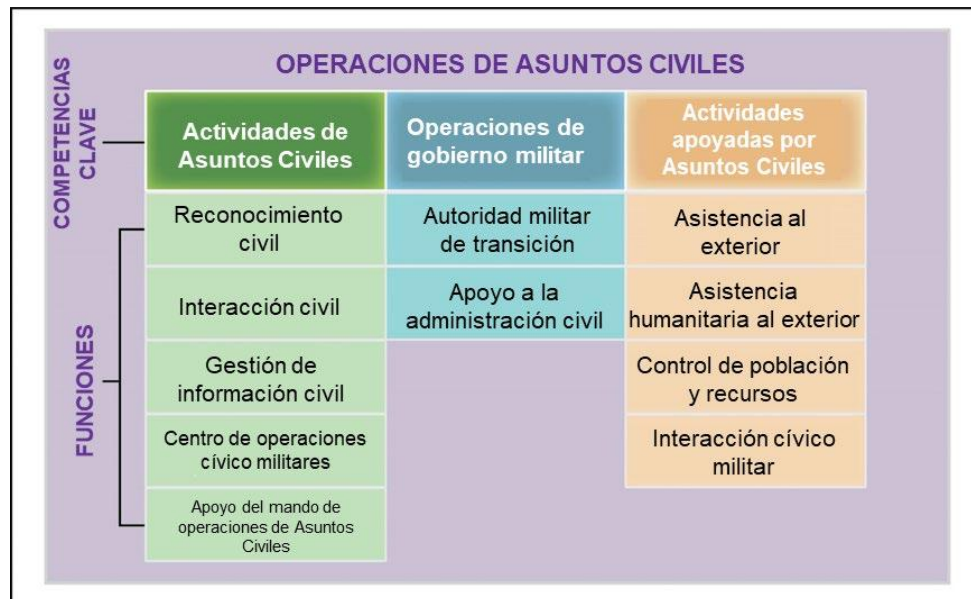 OPERACIONES DE ASUNTOS CIVILES
COMPETENCIAS
CLAVE
Actividades de
Asuntos Civiles
Operaciones de
gobierno militar
Actividades
apoyadas por
Asuntos Civiles
FUNCIONES
Reconocimiento
civil
Autoridad militar
de transición
Asistencia al
exterior
Interacción civil
Apoyo a la
administración civil
Asistencia
humanitaria al exterior
Gestión de
información civil
Control de población
y recursos
Centro de operaciones
cívico militares
Interacción cívico
militar
Apoyo del mando de
operaciones de Asuntos
Civiles